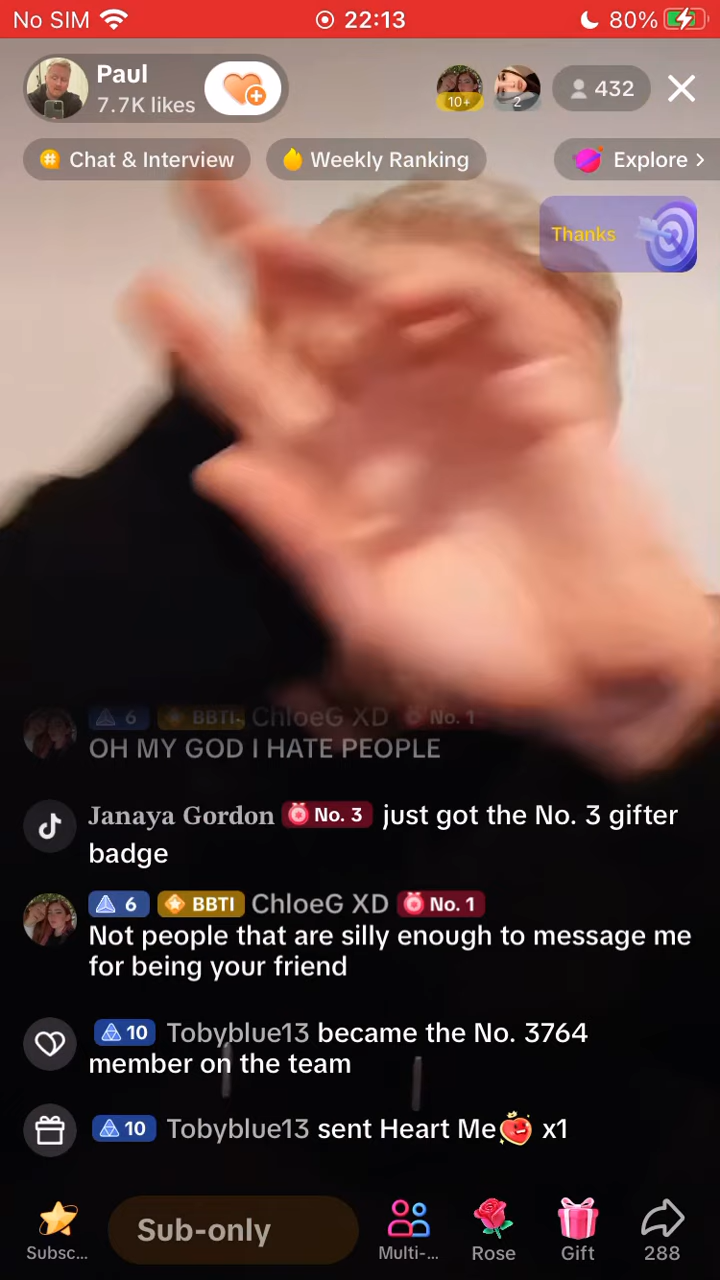 No SIM 22:13 80%
Paul
7.7K likes
10+ 2 432
Chat & Interview Weekly Ranking Explore >
Thanks
6 BBTI ChloeG XD No. 1
OH MY GOD I HATE PEOPLE
Janaya Gordon No. 3 just got the No. 3 gifter
badge
6 BBTI ChloeG XD No. 1
Not people that are silly enough to message me
for being your friend
10 Tobyblue13 became the No. 3764
member on the team
10 Tobyblue13 sent Heart Me x1
Sub-only
Subsc... Multi-... Rose Gift 288